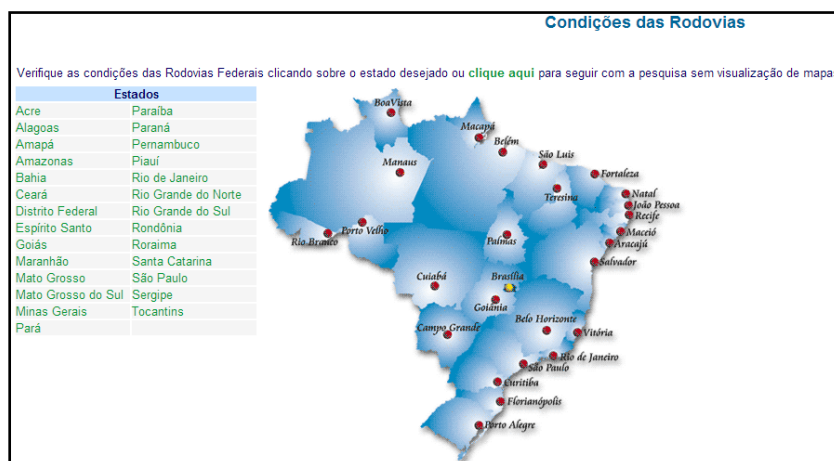 Condições das Rodovias
Verifique as condições das Rodovias Federais clicando sobre o estado desejado ou clique aqui para seguir com a pesquisa sem visualização de mapa
Estados
Acre Paraíba
Alagoas Paraná
Amapá Pernambuco
Amazonas Piauí
Bahia Rio de Janeiro
Ceará Rio Grande do Norte
Distrito Federal Rio Grande do Sul
Espírito Santo Rondônia
Goiás Roraima
Maranhão Santa Catarina
Mato Grosso São Paulo
Mato Grosso do Sul Sergipe
Minas Gerais Tocantins
Pará
BoaVista
Macapá
Belém
São Luis
Manaus
Fortaleza
Teresina
Natal
João Pessoa
Recife
Porto Velho
Rio Branco
Palmas
Maceió
Aracajú
Salvador
Cuiabá
Brasília
Goiânia
Belo Horizonte
Campo Grande
Vitória
Rio de Janeiro
São Paulo
Curitiba
Florianópolis
Porto Alegre